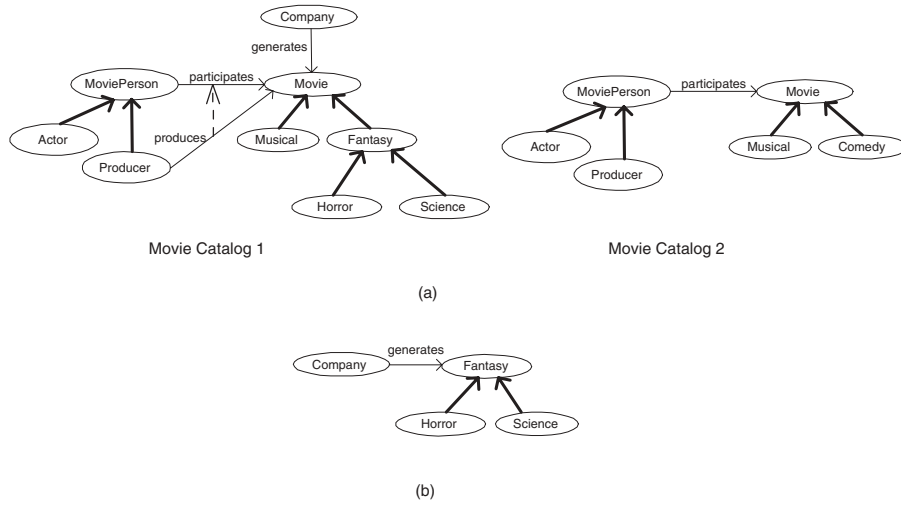 Company
generates
MoviePerson
participates
Movie
Actor
produces
Musical
Fantasy
Producer
Horror
Science
Movie Catalog 1
MoviePerson
participates
Movie
Actor
Musical
Comedy
Producer
Movie Catalog 2
(a)
Company
generates
Fantasy
Horror
Science
(b)